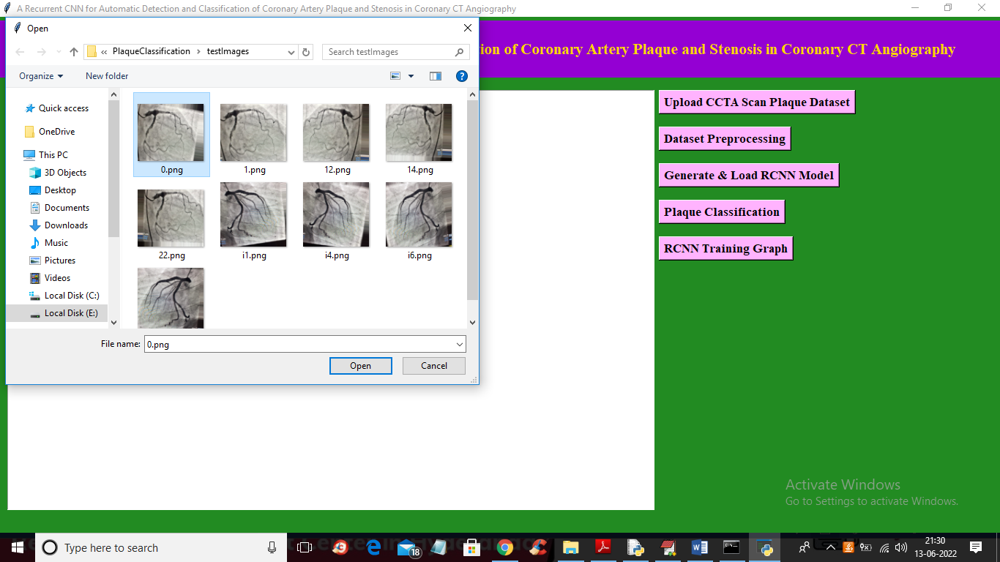 A Recurrent CNN for Automatic Detection and Classification of Coronary Artery Plaque and Stenosis in Coronary CT Angiography
Open
PlaqueClassification > testImages
Search testImages
Organize
New folder
Quick access
OneDrive
This PC
3D Objects
Desktop
Documents
Downloads
Music
Pictures
Videos
Local Disk (C:)
Local Disk (E:)
0.png
1.png
12.png
14.png
22.png
i1.png
i4.png
i6.png
File name:
0.png
Open
Cancel
ion of Coronary Artery Plaque and Stenosis in Coronary CT Angiography
Upload CCTA Scan Plaque Dataset
Dataset Preprocessing
Generate & Load RCNN Model
Plaque Classification
RCNN Training Graph
Activate Windows
Go to Settings to activate Windows.
Type here to search
18
21:30
13-06-2022